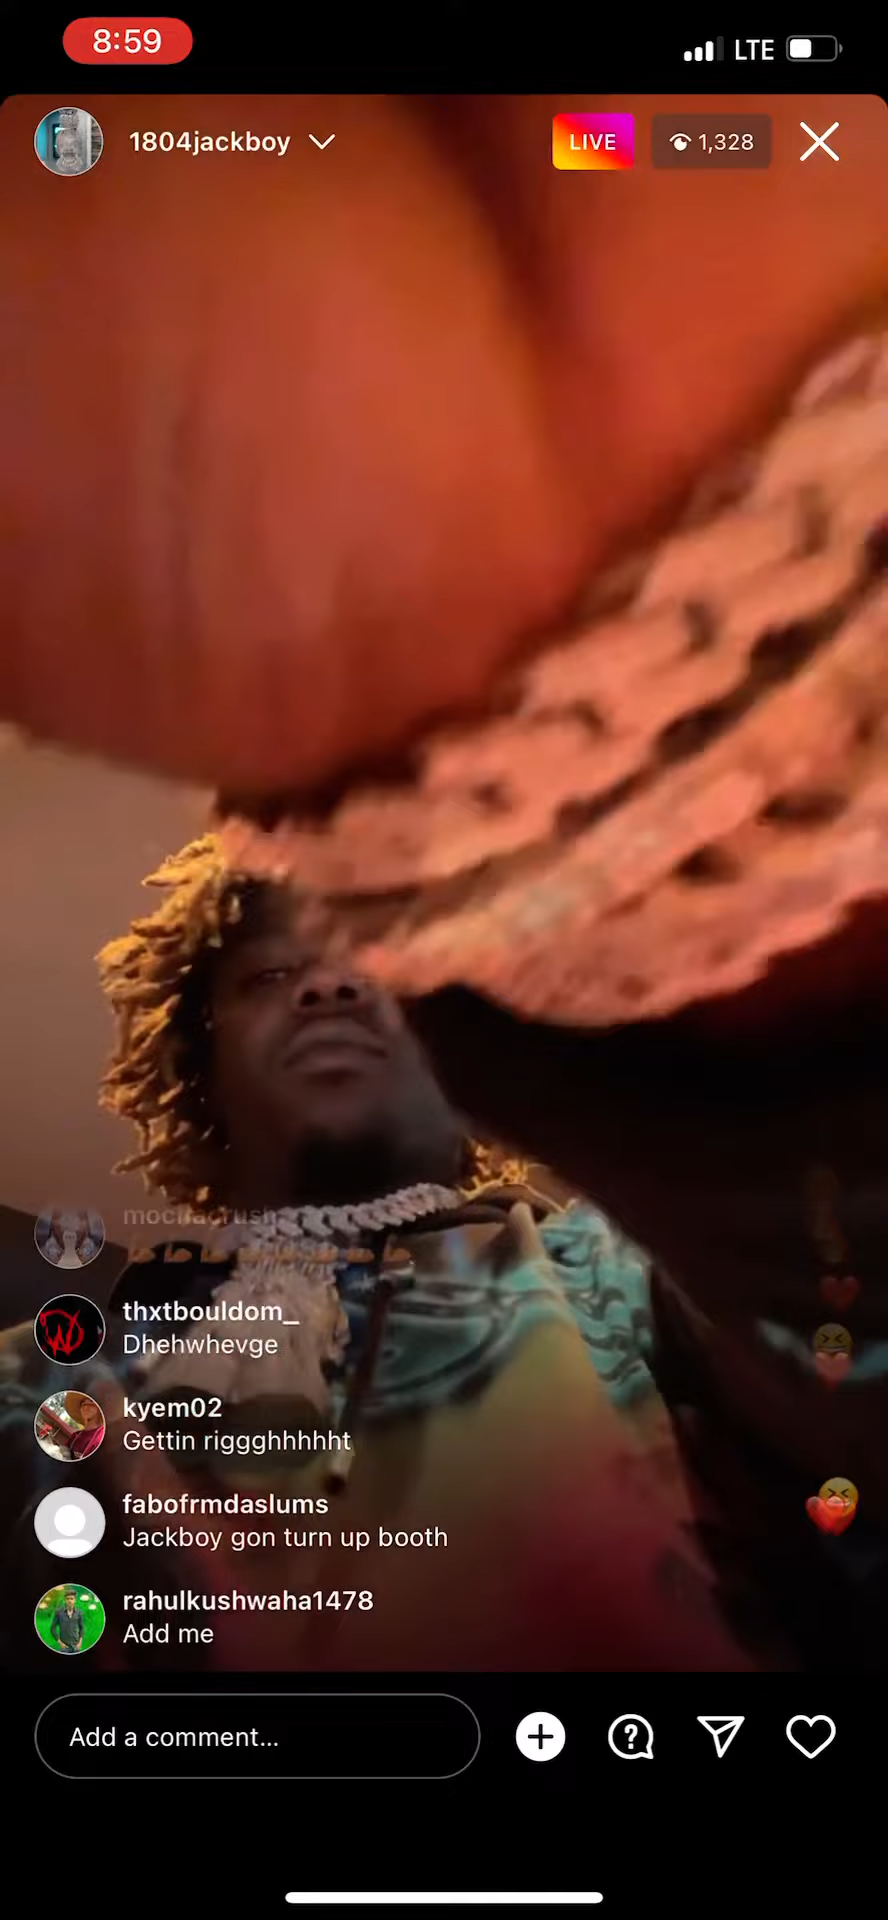 8:59
LTE
1804jackboy
LIVE
1,328
mochacrush
thxtbouldom_
Dhehwhevge
kyem02
Gettin riggghhhhht
fabofrmdaslums
Jackboy gon turn up booth
rahulkushwaha1478
Add me
Add a comment...